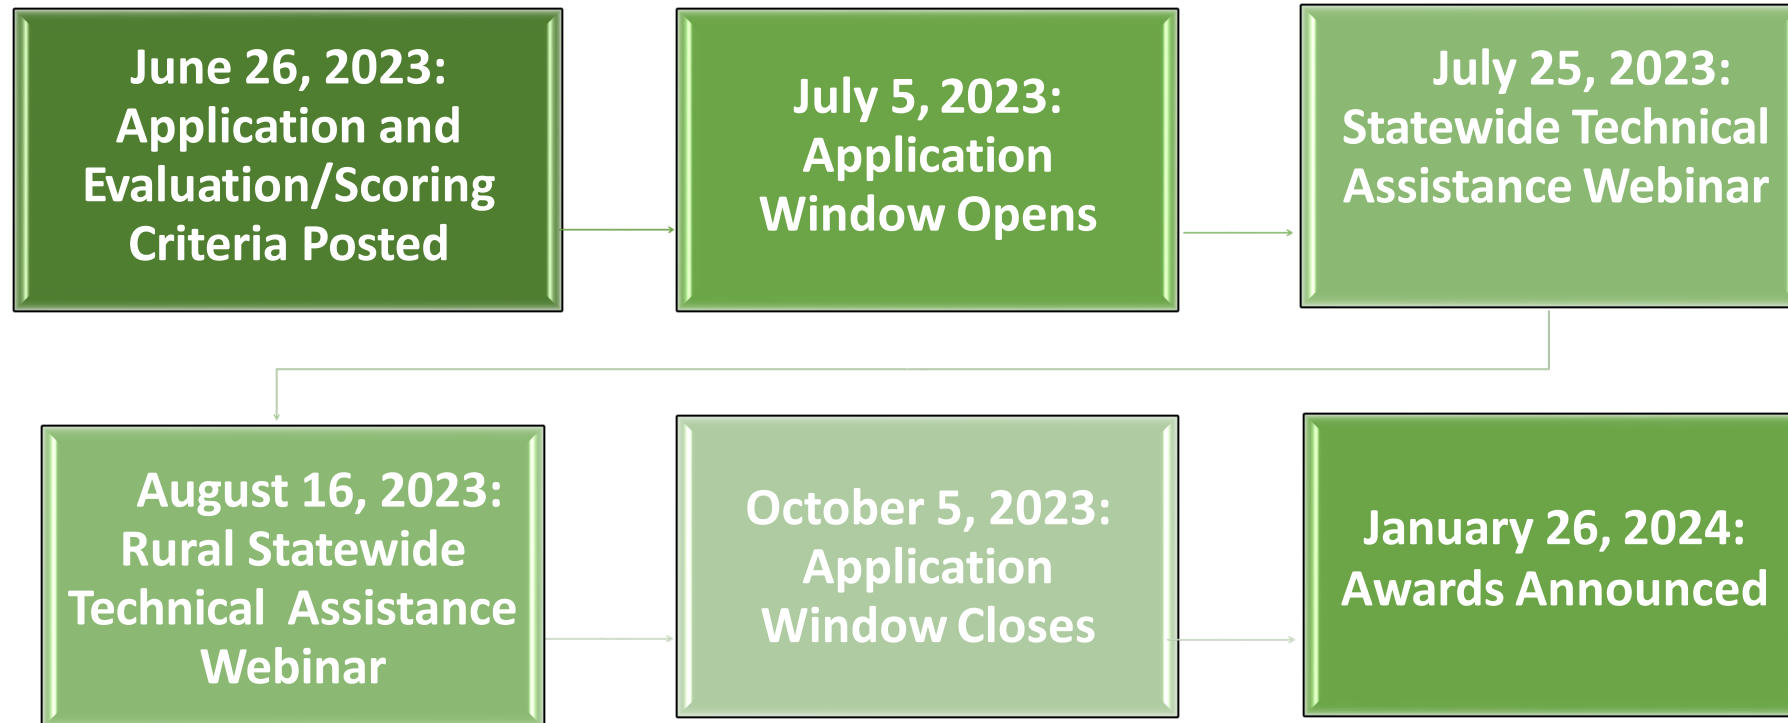 June 26, 2023:
Application and
Evaluation/Scoring
Criteria Posted
July 5, 2023:
Application
Window Opens
July 25, 2023:
Statewide Technical
Assistance Webinar
August 16, 2023:
Rural Statewide
Technical Assistance
Webinar
October 5, 2023:
Application
Window Closes
January 26, 2024:
Awards Announced